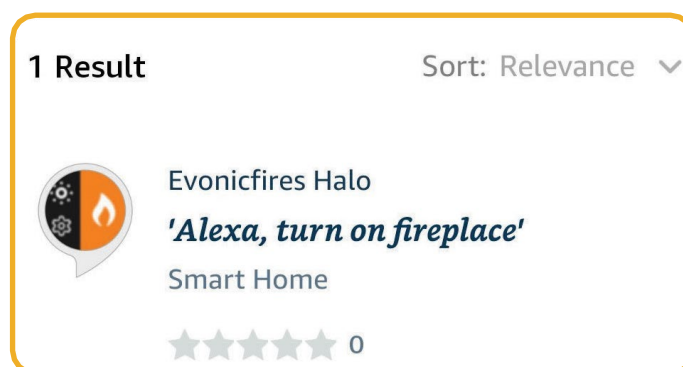 1 Result Sort: Relevance
Evonicfires Halo
'Alexa, turn on fireplace'
Smart Home
0